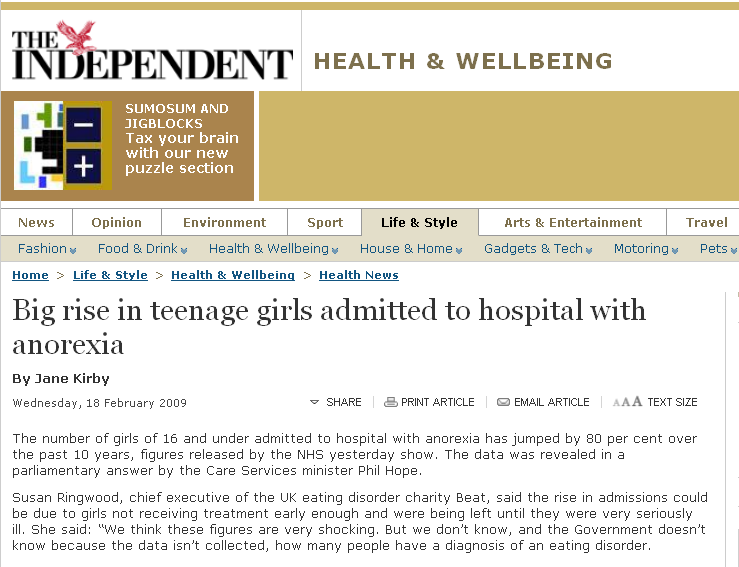 THE INDEPENDENT
HEALTH & WELLBEING
SUMOSUM AND
JIGBLOCKS
Tax your brain
with our new
puzzle section
News Opinion Environment Sport Life & Style Arts & Entertainment Travel
Fashion Food & Drink Health & Wellbeing House & Home Gadgets & Tech Motoring Pets
Home > Life & Style > Health & Wellbeing > Health News
Big rise in teenage girls admitted to hospital with
anorexia
By Jane Kirby
Wednesday, 18 February 2009
SHARE PRINT ARTICLE EMAIL ARTICLE AAA TEXT SIZE
The number of girls of 16 and under admitted to hospital with anorexia has jumped by 80 per cent over
the past 10 years, figures released by the NHS yesterday show. The data was revealed in a
parliamentary answer by the Care Services minister Phil Hope.
Susan Ringwood, chief executive of the UK eating disorder charity Beat, said the rise in admissions could
be due to girls not receiving treatment early enough and were being left until they were very seriously
ill. She said: “We think these figures are very shocking. But we don’t know, and the Government doesn’t
know because the data isn’t collected, how many people have a diagnosis of an eating disorder.